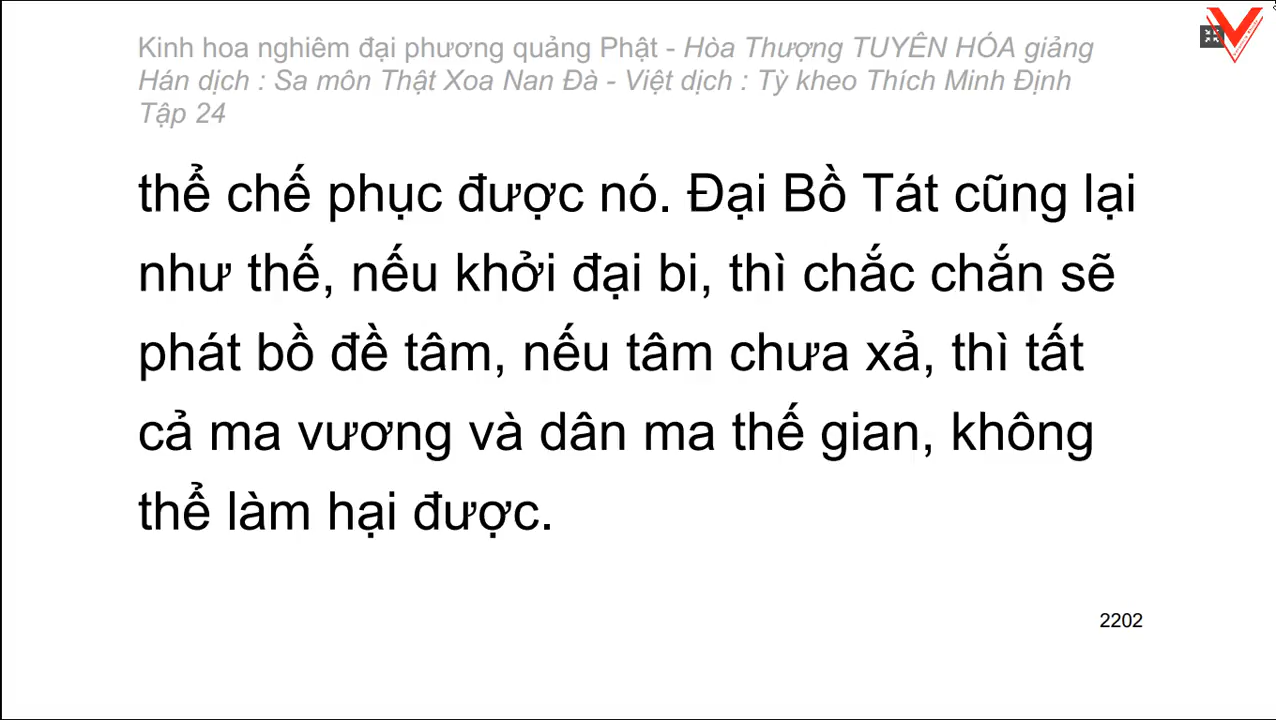 Kinh hoa nghiêm đại phương quảng Phật - Hòa Thượng TUYÊN HÓA giảng
Hán dịch : Sa môn Thật Xoa Nan Đà - Việt dịch : Tỳ kheo Thích Minh Định
Tập 24
thể chế phục được nó. Đại Bồ Tát cũng lại
như thế, nếu khởi đại bi, thì chắc chắn sẽ
phát bồ đề tâm, nếu tâm chưa xả, thì tất
cả ma vương và dân ma thế gian, không
thể làm hại được.
2202